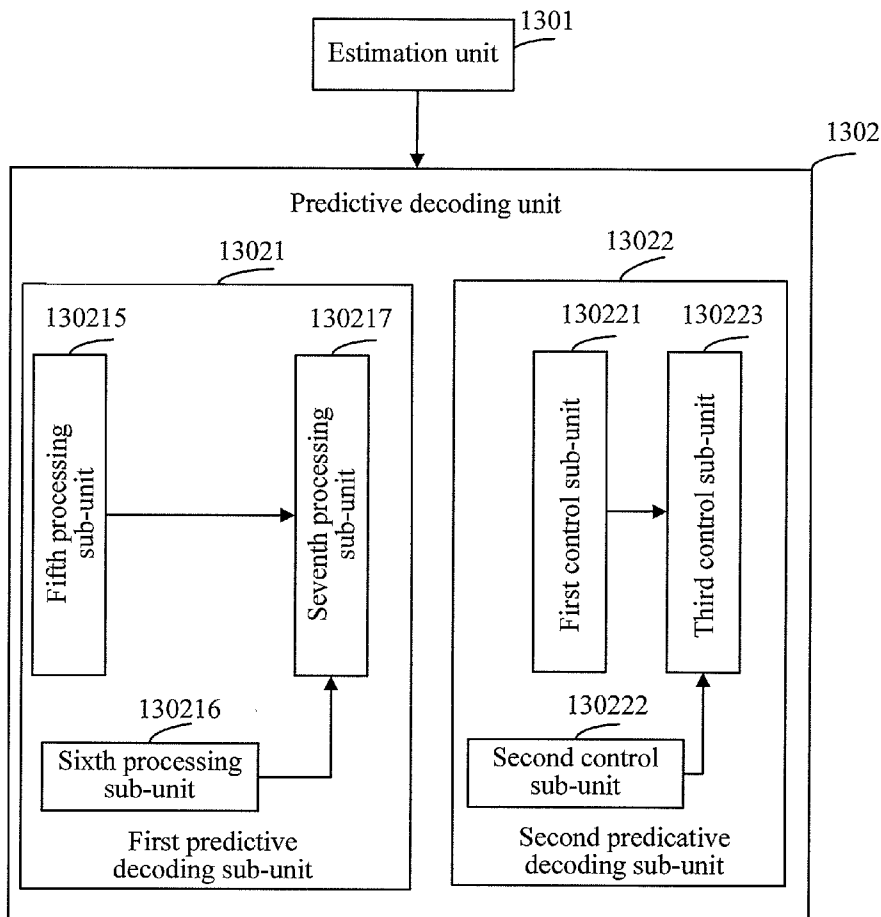 1301
Estimation unit
1302
Predictive decoding unit
13021
13022
130215
130217
130221
130223
Fifth processing
sub-unit
Seventh processing
sub-unit
First control sub-unit
Third control sub-unit
130216
130222
Sixth processing
sub-unit
Second control
sub-unit
First predictive
decoding sub-unit
Second predicative
decoding sub-unit